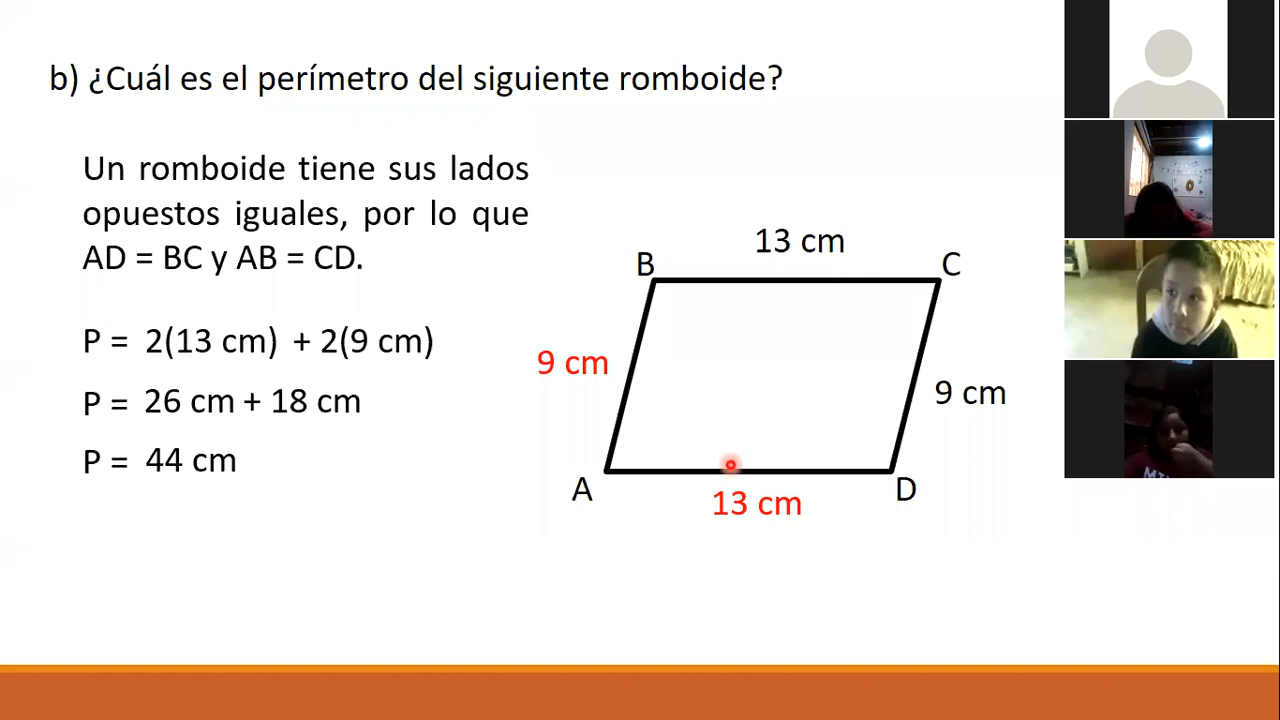 b) ¿Cuál es el perímetro del siguiente romboide?
Un romboide tiene sus lados
opuestos iguales, por lo que
AD = BC y AB = CD.
P = 2(13 cm) + 2(9 cm)
P = 26 cm + 18 cm
P = 44 cm
13 cm
B
C
9 cm
9 cm
A
D
13 cm